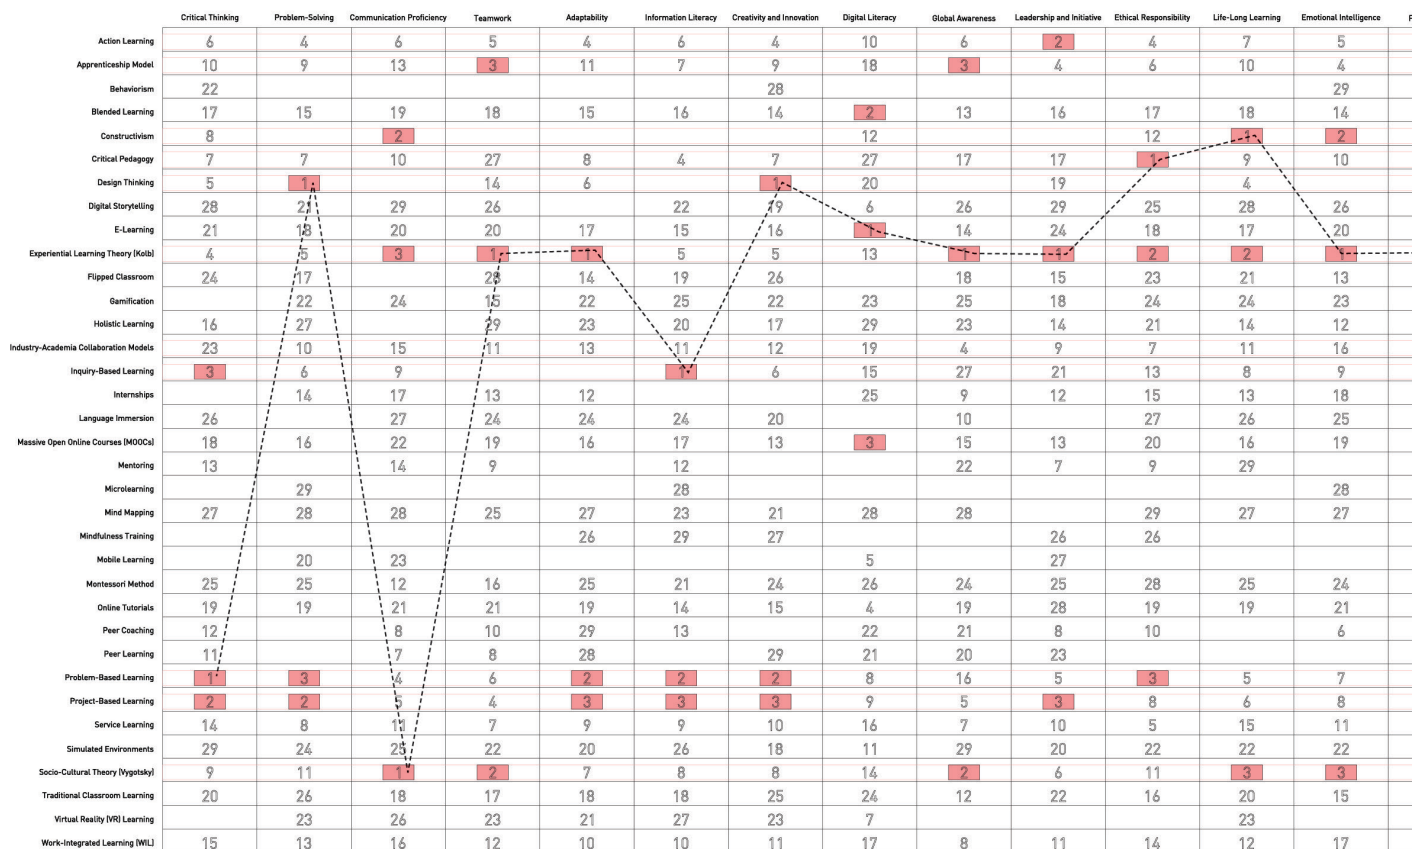 Critical Thinking Problem-Solving Communication Proficiency Teamwork Adaptability Information Literacy Creativity and Innovation Digital Literacy Global Awareness Leadership and Initiative Ethical Responsibility Life-Long Learning Emotional Intelligence
Action Learning 6 4 6 5 4 6 4 10 6 2 4 7 5
Apprenticeship Model 10 9 13 3 11 7 9 18 3 4 6 10 4
Behaviorism 22 28 29
Blended Learning 17 15 19 18 15 16 14 2 13 16 17 18 14
Constructivism 8 2 12 12 1 2
Critical Pedagogy 7 7 10 27 8 4 7 27 17 17 1 9 10
Design Thinking 5 1 14 6 1 20 19 4
Digital Storytelling 28 21 29 26 22 19 6 26 29 25 28 26
E-Learning 21 18 20 20 17 15 16 1 14 24 18 17 20
Experiential Learning Theory (Kolb) 4 5 3 1 1 5 5 13 1 1 2 2 1
Flipped Classroom 24 17 28 14 19 26 18 15 23 21 13
Gamification 22 24 15 22 25 22 23 25 18 24 24 23
Holistic Learning 16 27 29 23 20 17 29 23 14 21 14 12
Industry-Academia Collaboration Models 23 10 15 11 13 11 12 19 4 9 7 11 16
Inquiry-Based Learning 3 6 9 1 6 15 27 21 13 8 9
Internships 14 17 13 12 25 9 12 15 13 18
Language Immersion 26 27 24 24 24 20 10 27 26 25
Massive Open Online Courses (MOOCs) 18 16 22 19 16 17 13 3 15 13 20 16 19
Mentoring 13 14 9 12 22 7 9 29
Microlearning 29 28 28
Mind Mapping 27 28 28 25 27 23 21 28 28 29 27 27
Mindfulness Training 26 29 27 26 26
Mobile Learning 20 23 5 27
Montessori Method 25 25 12 16 25 21 24 26 24 25 28 25 24
Online Tutorials 19 19 21 21 19 14 15 4 19 28 19 19 21
Peer Coaching 12 8 10 29 13 22 21 8 10 6
Peer Learning 11 7 8 28 29 21 20 23
Problem-Based Learning 1 3 4 6 2 2 2 8 16 5 3 5 7
Project-Based Learning 2 2 5 4 3 3 3 9 5 3 8 6 8
Service Learning 14 8 11 7 9 9 10 16 7 10 5 15 11
Simulated Environments 29 24 25 22 20 26 18 11 29 20 22 22 22
Socio-Cultural Theory (Vygotsky) 9 11 1 2 7 8 8 14 2 6 11 3 3
Traditional Classroom Learning 20 26 18 17 18 18 25 24 12 22 16 20 15
Virtual Reality (VR) Learning 23 26 23 21 27 23 7 23
Work-Integrated Learning (WIL) 15 13 16 12 10 10 11 17 8 11 14 12 17